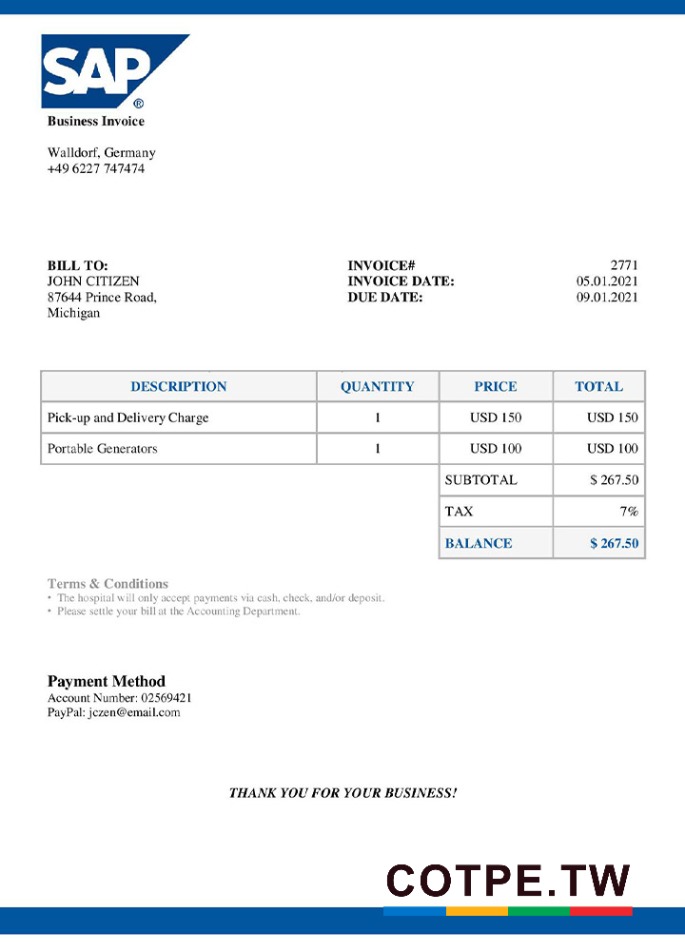 SAP
®
Business Invoice
Walldorf, Germany
+49 6227 747474
BILL TO:
JOHN CITIZEN
87644 Prince Road,
Michigan
INVOICE# 2771
INVOICE DATE: 05.01.2021
DUE DATE: 09.01.2021
DESCRIPTION QUANTITY PRICE TOTAL
Pick-up and Delivery Charge 1 USD 150 USD 150
Portable Generators 1 USD 100 USD 100
SUBTOTAL $ 267.50
TAX 7%
BALANCE $ 267.50
Terms & Conditions
• The hospital will only accept payments via cash, check, and/or deposit.
• Please settle your bill at the Accounting Department.
Payment Method
Account Number: 02569421
PayPal: jczen@email.com
THANK YOU FOR YOUR BUSINESS!
COTPE.TW